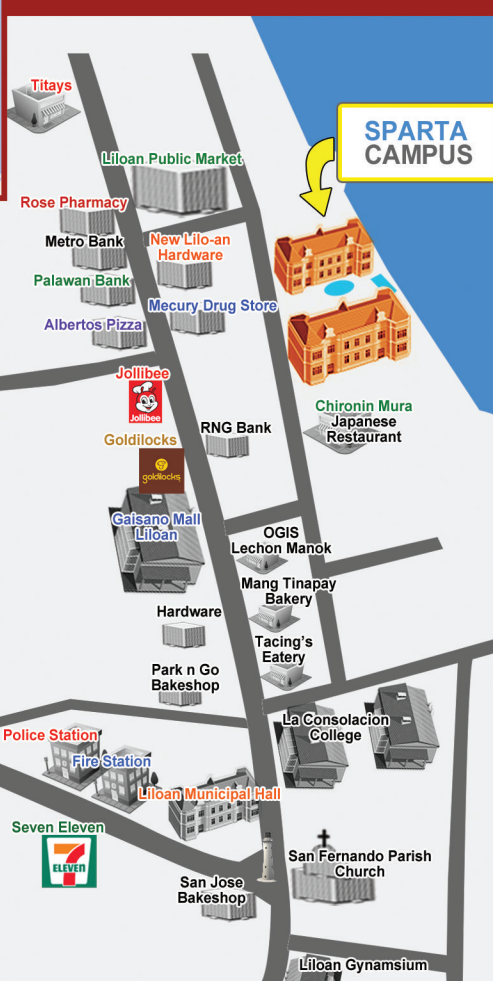 Titays
SPARTA
CAMPUS
Liloan Public Market
Rose Pharmacy
Metro Bank
New Lilo-an
Hardware
Palawan Bank
Mecury Drug Store
Albertos Pizza
Jollibee
Jollibee
Chironin Mura
Japanese
Restaurant
RNG Bank
Goldilocks
goldilocks
Gaisano Mall
Liloan
OGIS
Lechon Manok
Mang Tinapay
Bakery
Hardware
Tacing's
Eatery
Park n Go
Bakeshop
La Consolacion
College
Police Station
Fire Station
Liloan Municipal Hall
Seven Eleven
7
ELEVEN
San Fernando Parish
Church
San Jose
Bakeshop
Liloan Gynamsium